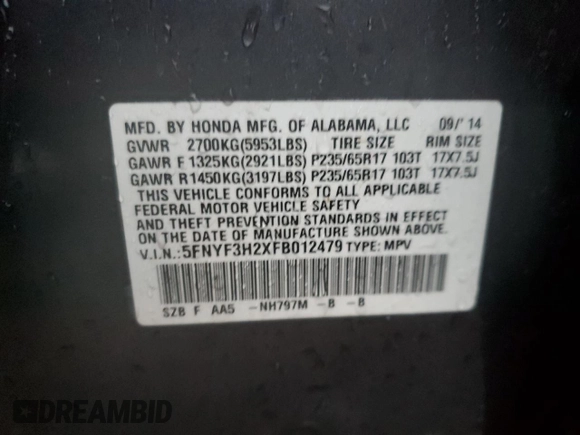 MFD. BY HONDA MFG. OF ALABAMA, LLC 09/'14
GVWR 2700KG(5953LBS) TIRE SIZE RIM SIZE
GAWR F 1325KG(2921LBS) P235/65R17 103T 17X7.5J
GAWR R1450KG(3197LBS) P235/65R17 103T 17X7.5J
THIS VEHICLE CONFORMS TO ALL APPLICABLE
FEDERAL MOTOR VEHICLE SAFETY
AND THEFT PREVENTION STANDARDS IN EFFECT
ON THE DATE OF MANUFACTURE SHOWN ABOVE.
V.I.N.:5FNYF3H2XFB012479 TYPE: MPV
SZB F AA5 -NH797M -B -B
DREAMBID